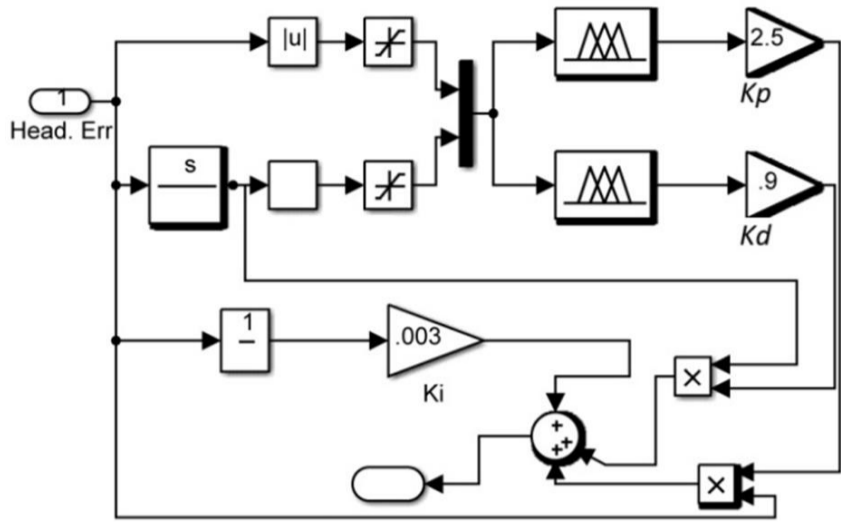 |u|
2.5
Kp
1
Head. Err
s
.9
Kd
1
.003
Ki
×
+
+
+
×